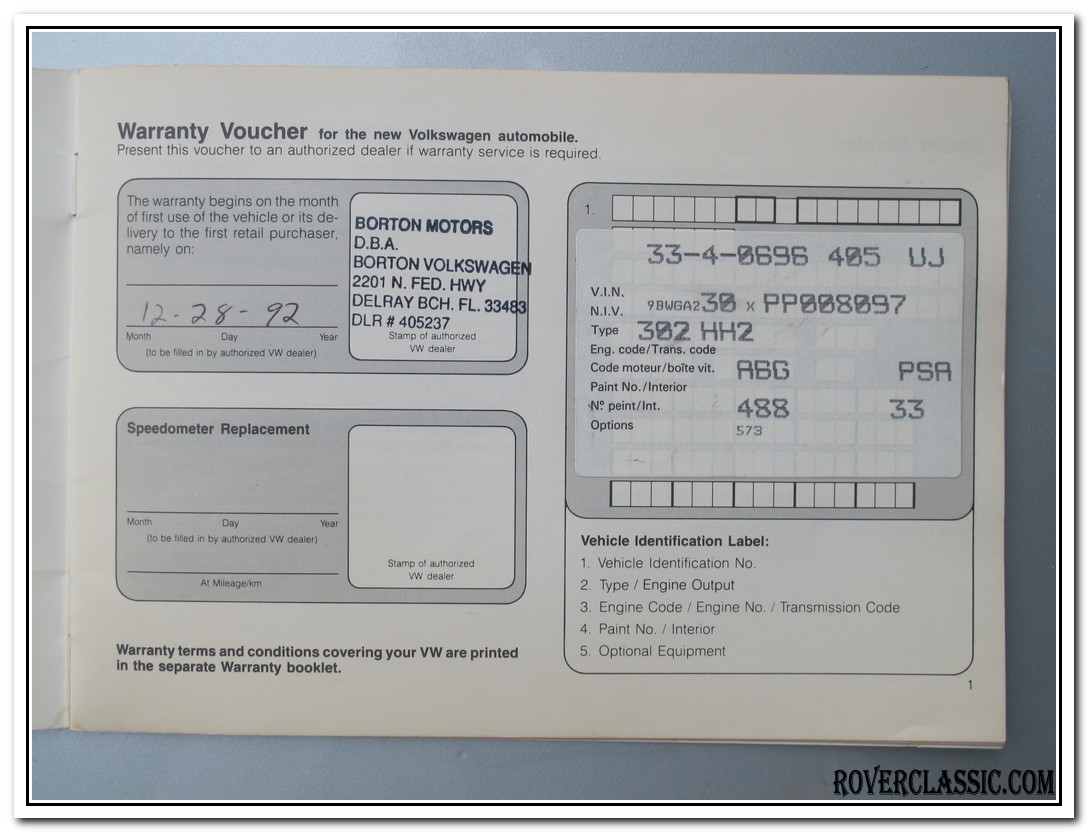 Warranty Voucher for the new Volkswagen automobile.
Present this voucher to an authorized dealer if warranty service is required.
The warranty begins on the month
of first use of the vehicle or its de-
livery to the first retail purchaser,
namely on:
12-28-92
Month Day Year
(to be filled in by authorized VW dealer)
BORTON MOTORS
D.B.A.
BORTON VOLKSWAGEN
2201 N. FED. HWY
DELRAY BCH. FL. 33483
DLR # 405237
Stamp of authorized
VW dealer
Speedometer Replacement
Month Day Year
(to be filled in by authorized VW dealer)
At Mileage/km
Stamp of authorized
VW dealer
Warranty terms and conditions covering your VW are printed
in the separate Warranty booklet.
1.
33-4-0696 405 UJ
V.I.N.
N.I.V. 9BWGA230 X PP008097
Type 302 HH2
Eng. code/Trans. code
Code moteur/boîte vit. ABG PSA
Paint No./Interior
Nº peint/Int. 488 33
Options 573
Vehicle Identification Label:
1. Vehicle Identification No.
2. Type / Engine Output
3. Engine Code / Engine No. / Transmission Code
4. Paint No. / Interior
5. Optional Equipment
1
ROVERCLASSIC.COM